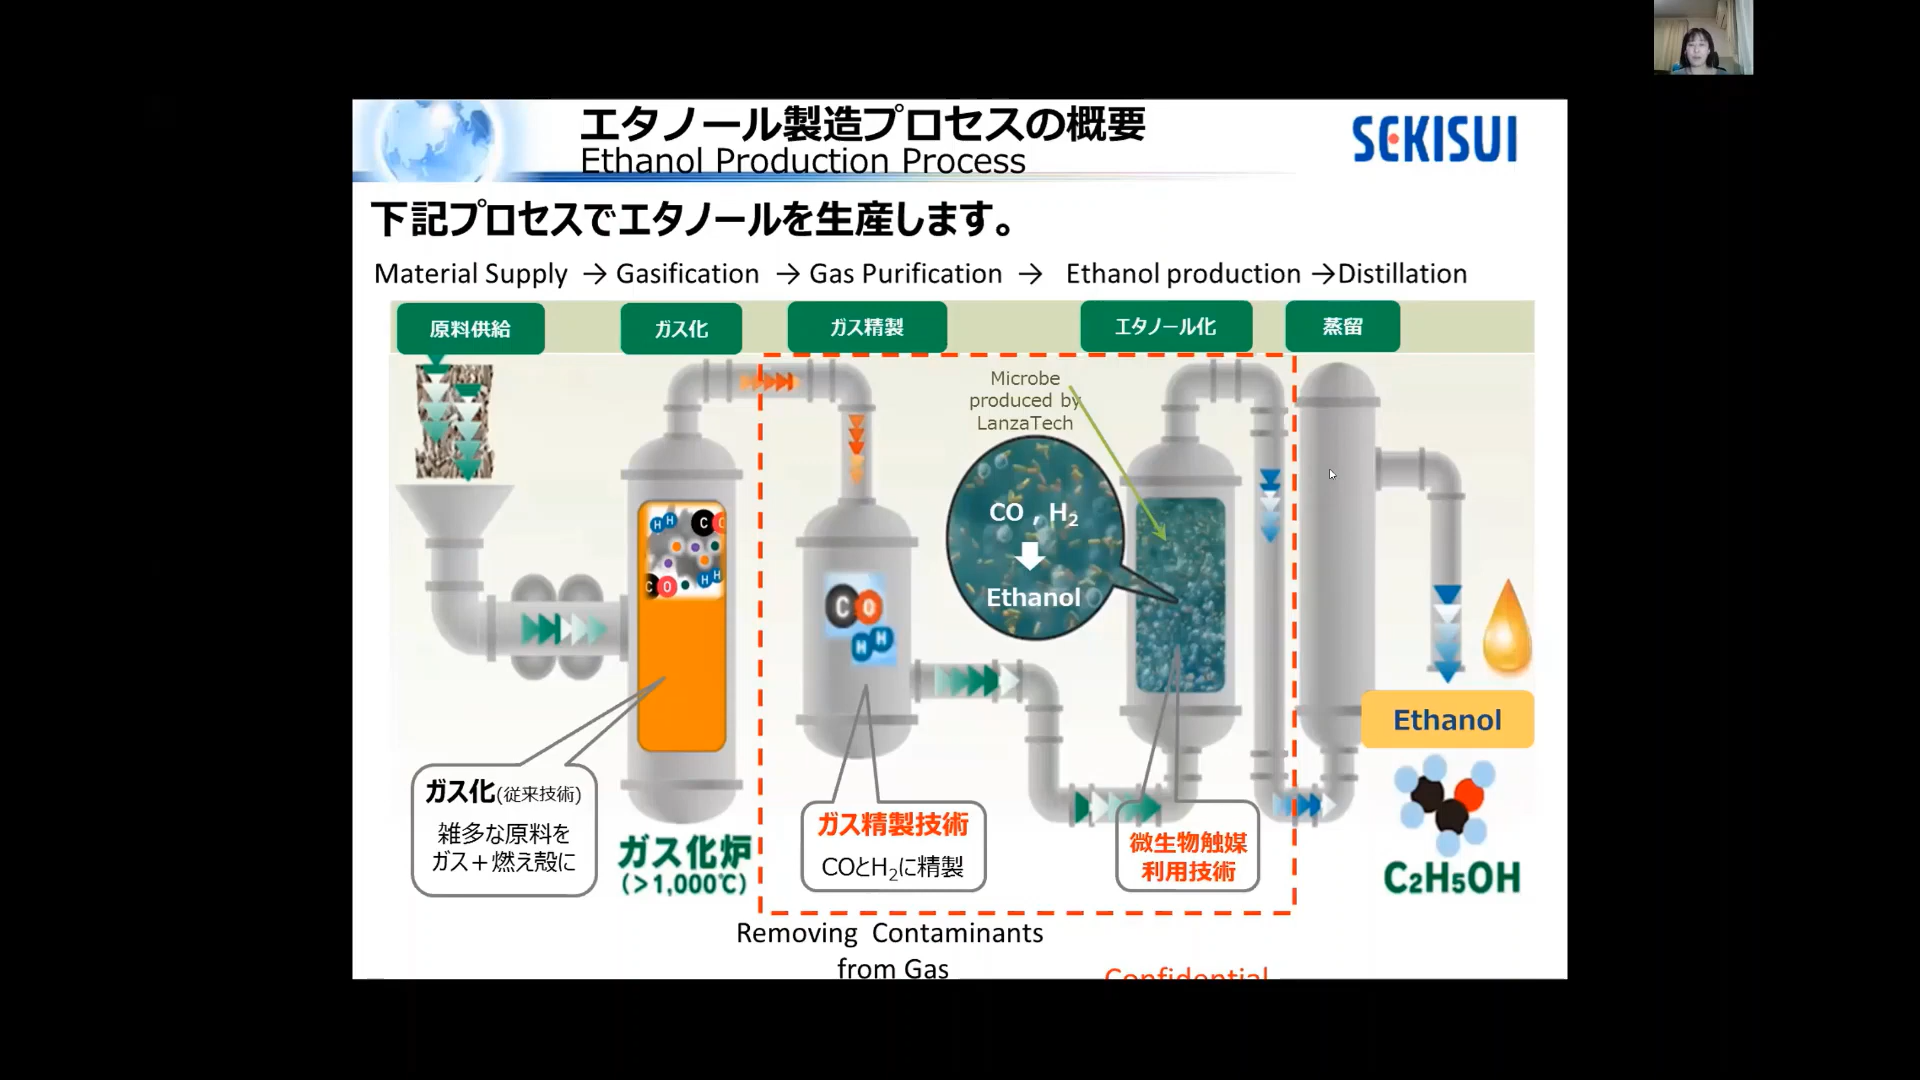 エタノール製造プロセスの概要
Ethanol Production Process
SEKISUI
下記プロセスでエタノールを生産します。
Material Supply → Gasification → Gas Purification → Ethanol production →Distillation
原料供給
ガス化
ガス精製
エタノール化
蒸留
Microbe
produced by
LanzaTech
CO , H2
Ethanol
H H C O
C O H H
C O
H H
Ethanol
ガス化(従来技術)
雑多な原料を
ガス＋燃え殻に
ガス化炉
(>1,000℃)
ガス精製技術
COとH2に精製
微生物触媒
利用技術
C2H5OH
Removing Contaminants
from Gas
Confidential